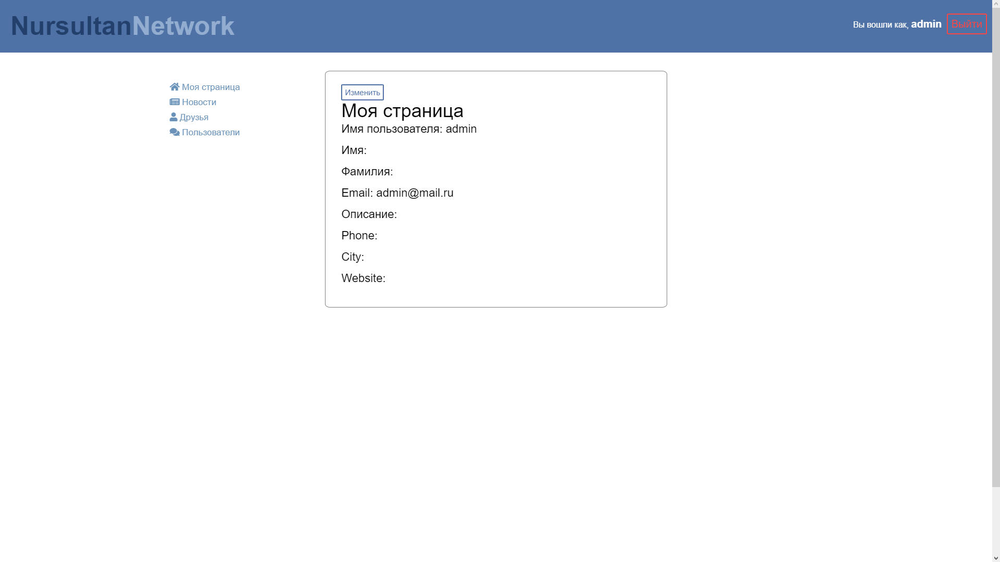 NursultanNetwork
Вы вошли как, admin Выйти
Моя страница
Новости
Друзья
Пользователи
Изменить
Моя страница
Имя пользователя: admin
Имя:
Фамилия:
Email: admin@mail.ru
Описание:
Phone:
City:
Website: